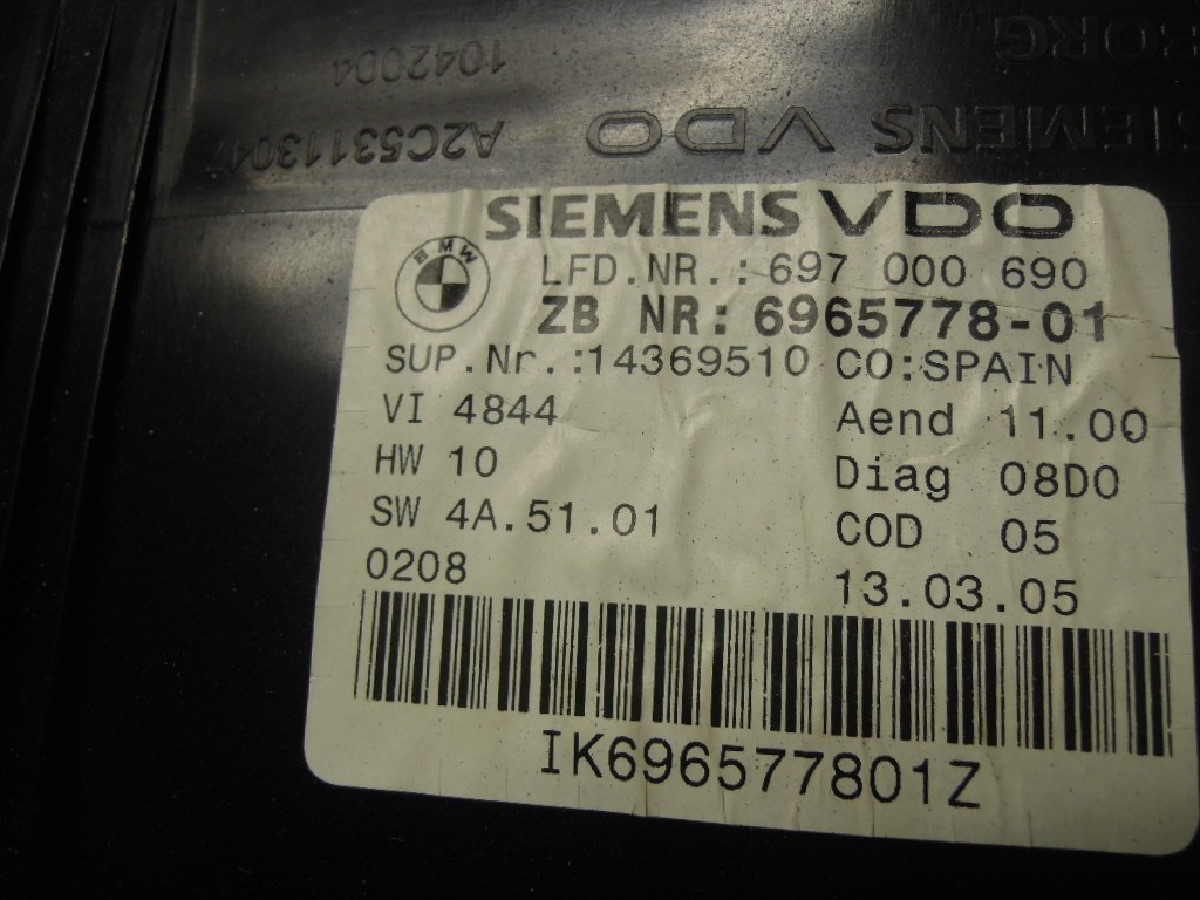 BORG
1042004
SIEMENS VDO
A2C53113047
SIEMENS VDO
BMW
LFD.NR.: 697 000 690
ZB NR: 6965778-01
SUP.Nr.:14369510 CO:SPAIN
VI 4844 Aend 11.00
HW 10 Diag 08D0
SW 4A.51.01 COD 05
0208 13.03.05
IK696577801Z